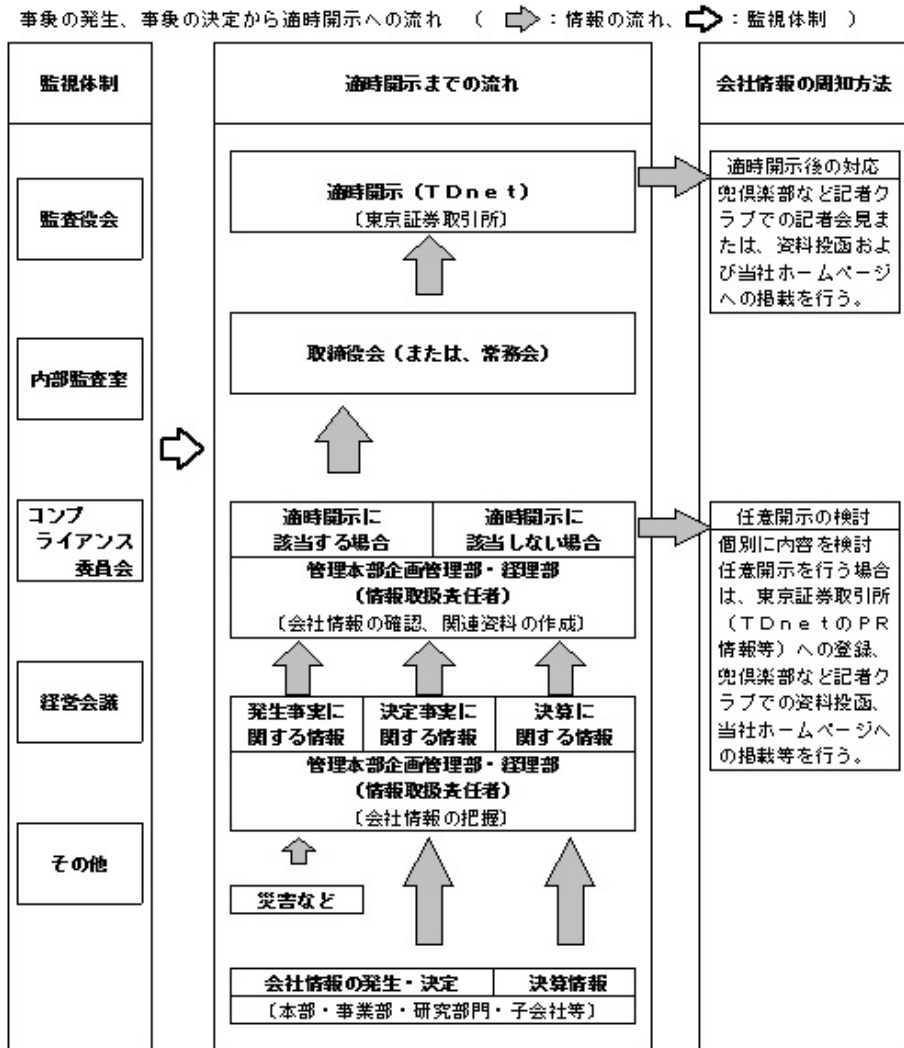 事象の発生、事象の決定から適時開示への流れ ( :情報の流れ、 :監視体制 )
監視体制
監査役会
内部監査室
コンプ
ライアンス
委員会
経営会議
その他
適時開示までの流れ
適時開示(TDnet)
〔東京証券取引所〕
取締役会(または、常務会)
適時開示に
該当する場合
適時開示に
該当しない場合
管理本部企画管理部・経理部
(情報取扱責任者)
〔会社情報の確認、関連資料の作成〕
発生事実に
関する情報
決定事実に
関する情報
決算に
関する情報
管理本部企画管理部・経理部
(情報取扱責任者)
〔会社情報の把握〕
災害など
会社情報の発生・決定
決算情報
〔本部・事業部・研究部門・子会社等〕
会社情報の周知方法
適時開示後の対応
兜倶楽部など記者ク
ラブでの記者会見ま
たは、資料投函およ
び当社ホームページ
への掲載を行う。
任意開示の検討
個別に内容を検討
任意開示を行う場合
は、東京証券取引所
(TDnetのPR
情報等)への登録、
兜倶楽部など記者ク
ラブでの資料投函、
当社ホームページへ
の掲載等を行う。